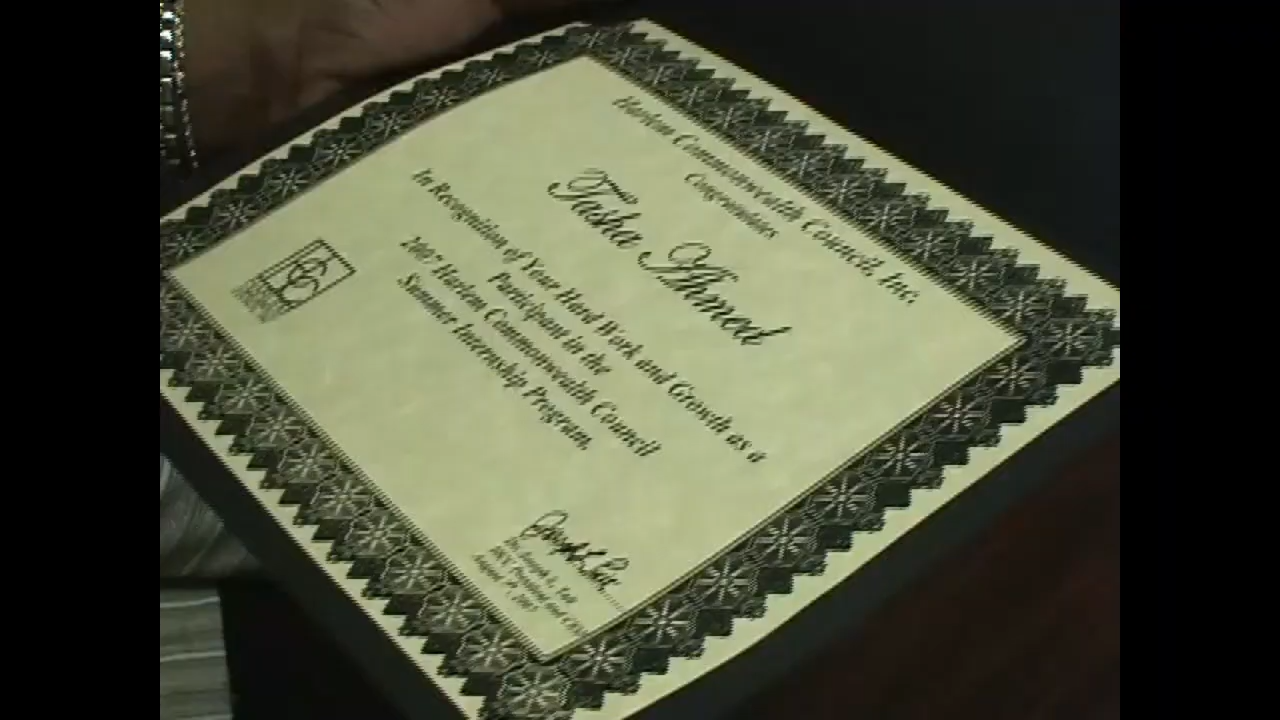 Harlem Commonwealth Council, Inc.
Congratulates
Tasha Ahmed
In Recognition of Your Hard Work and Growth as a
Participant in the
2007 Harlem Commonwealth Council
Summer Internship Program.